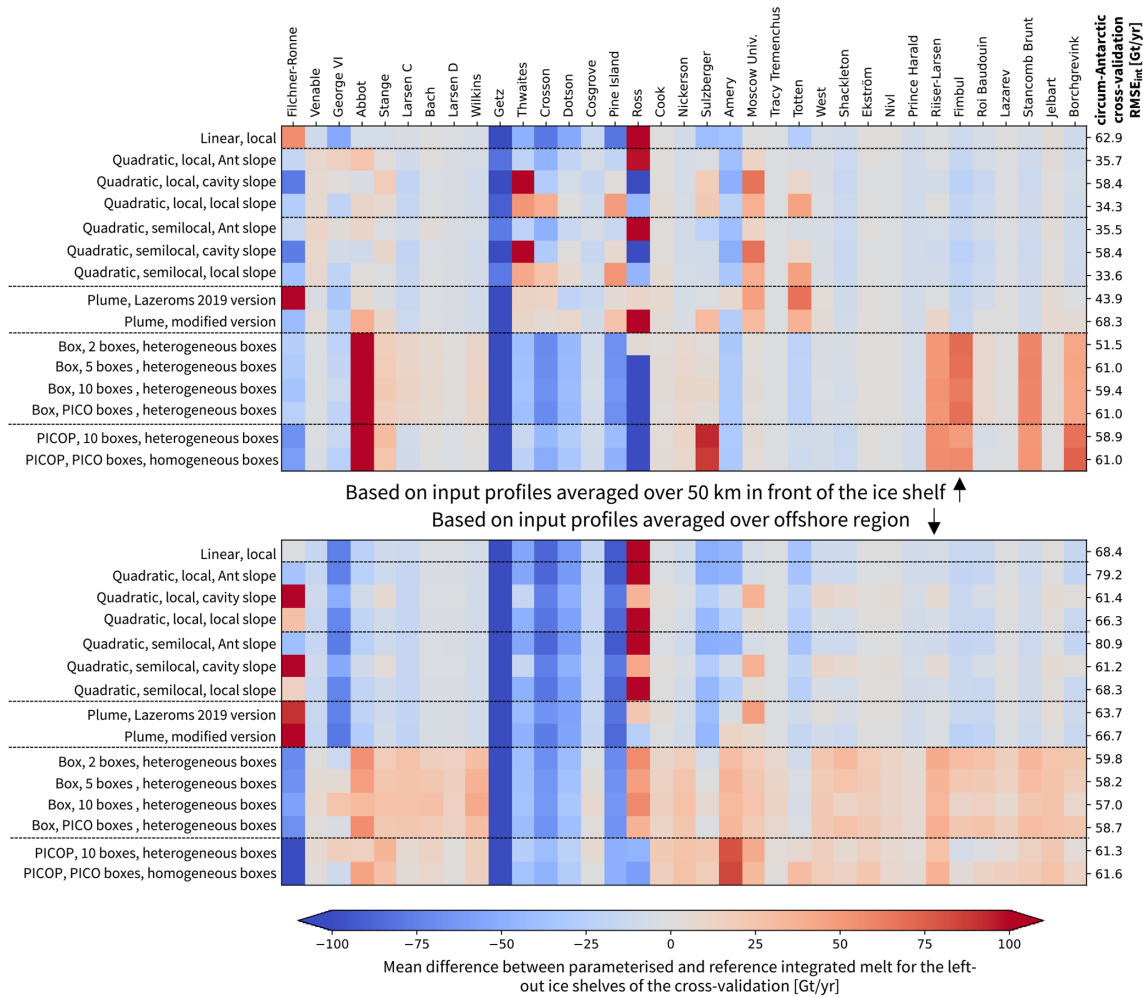 Filchner-Ronne
Venable
George VI
Abbot
Stange
Larsen C
Bach
Larsen D
Wilkins
Getz
Thwaites
Crosson
Dotson
Cosgrove
Pine Island
Ross
Cook
Nickerson
Sulzberger
Amery
Moscow Univ.
Tracy Tremenchus
Totten
West
Shackleton
Ekström
Nivl
Prince Harald
Riiser-Larsen
Fimbul
Roi Baudouin
Lazarev
Stancomb Brunt
Jelbart
Borchgrevink
circum-Antarctic
cross-validation
RMSEint [Gt/yr]
Linear, local 62.9
Quadratic, local, Ant slope 35.7
Quadratic, local, cavity slope 58.4
Quadratic, local, local slope 34.3
Quadratic, semilocal, Ant slope 35.5
Quadratic, semilocal, cavity slope 58.4
Quadratic, semilocal, local slope 33.6
Plume, Lazeroms 2019 version 43.9
Plume, modified version 68.3
Box, 2 boxes, heterogeneous boxes 51.5
Box, 5 boxes , heterogeneous boxes 61.0
Box, 10 boxes , heterogeneous boxes 59.4
Box, PICO boxes , heterogeneous boxes 61.0
PICOP, 10 boxes, heterogeneous boxes 58.9
PICOP, PICO boxes, homogeneous boxes 61.0
Based on input profiles averaged over 50 km in front of the ice shelf
Based on input profiles averaged over offshore region
Linear, local 68.4
Quadratic, local, Ant slope 79.2
Quadratic, local, cavity slope 61.4
Quadratic, local, local slope 66.3
Quadratic, semilocal, Ant slope 80.9
Quadratic, semilocal, cavity slope 61.2
Quadratic, semilocal, local slope 68.3
Plume, Lazeroms 2019 version 63.7
Plume, modified version 66.7
Box, 2 boxes, heterogeneous boxes 59.8
Box, 5 boxes , heterogeneous boxes 58.2
Box, 10 boxes , heterogeneous boxes 57.0
Box, PICO boxes , heterogeneous boxes 58.7
PICOP, 10 boxes, heterogeneous boxes 61.3
PICOP, PICO boxes, homogeneous boxes 61.6
−100 −75 −50 −25 0 25 50 75 100
Mean difference between parameterised and reference integrated melt for the left-
out ice shelves of the cross-validation [Gt/yr]